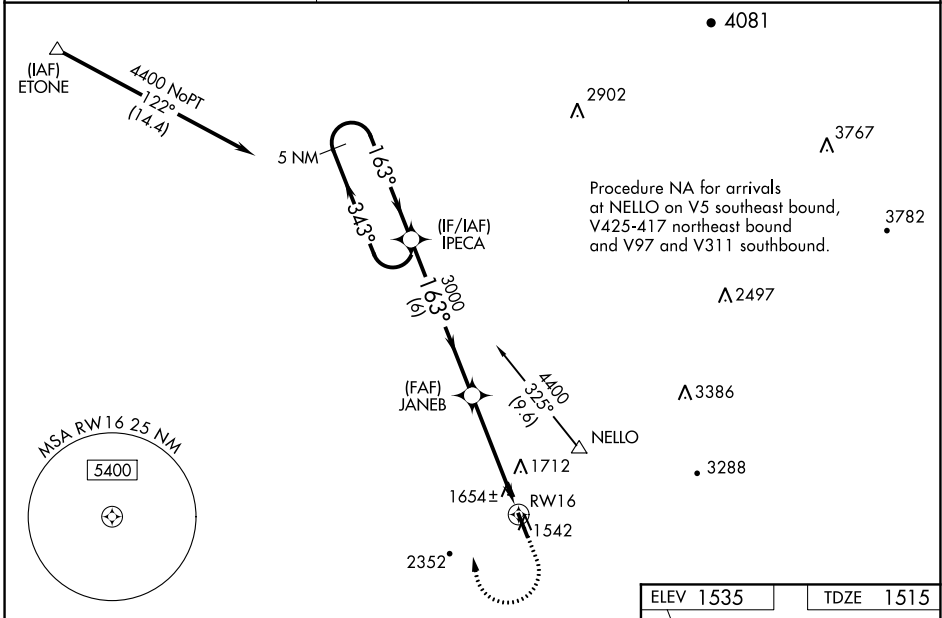 4081
(IAF)
ETONE
4400 NoPT
122°
(14.4)
2902
3767
5 NM
163°
343°
(IF/IAF)
IPECA
Procedure NA for arrivals
at NELLO on V5 southeast bound,
V425-417 northeast bound
and V97 and V311 southbound.
3782
3000
163°
(6)
2497
(FAF)
JANEB
4400
325°
(9.6)
3386
NELLO
MSA RW 16 25 NM
5400
1712
3288
1654±
RW16
1542
2352
ELEV 1535
TDZE 1515